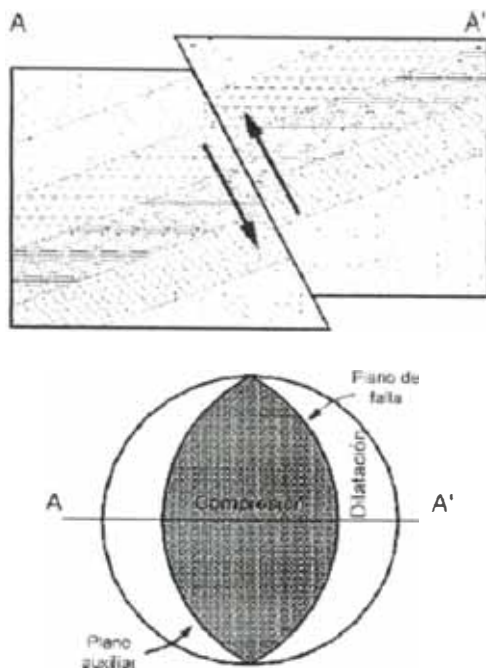 A A'
Plano de
falla
Dilatación
A Compresión A'
Plano
auxiliar